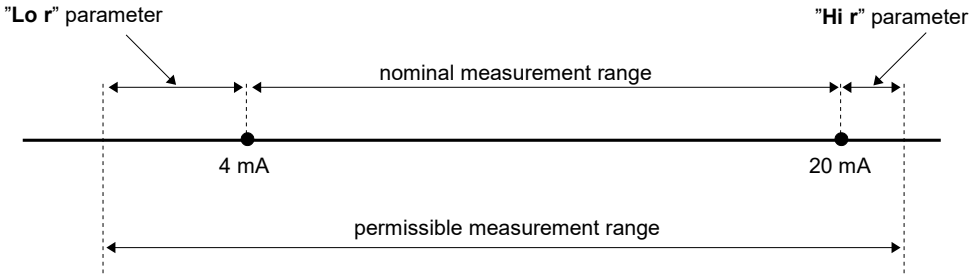 ”Lo r” parameter
”Hi r” parameter
nominal measurement range
4 mA
20 mA
permissible measurement range